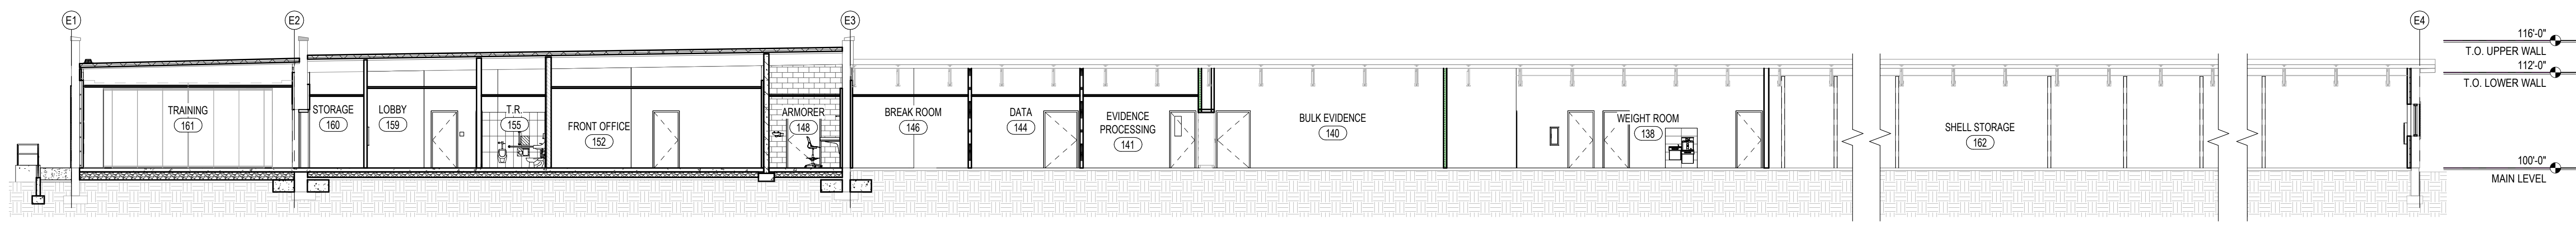 E1
E2
E3
E4
116'-0"
T.O. UPPER WALL
112'-0"
T.O. LOWER WALL
TRAINING
161
STORAGE
160
LOBBY
159
T.R.
155
FRONT OFFICE
152
ARMORER
148
BREAK ROOM
146
DATA
144
EVIDENCE
PROCESSING
141
BULK EVIDENCE
140
WEIGHT ROOM
138
SHELL STORAGE
162
100'-0"
MAIN LEVEL